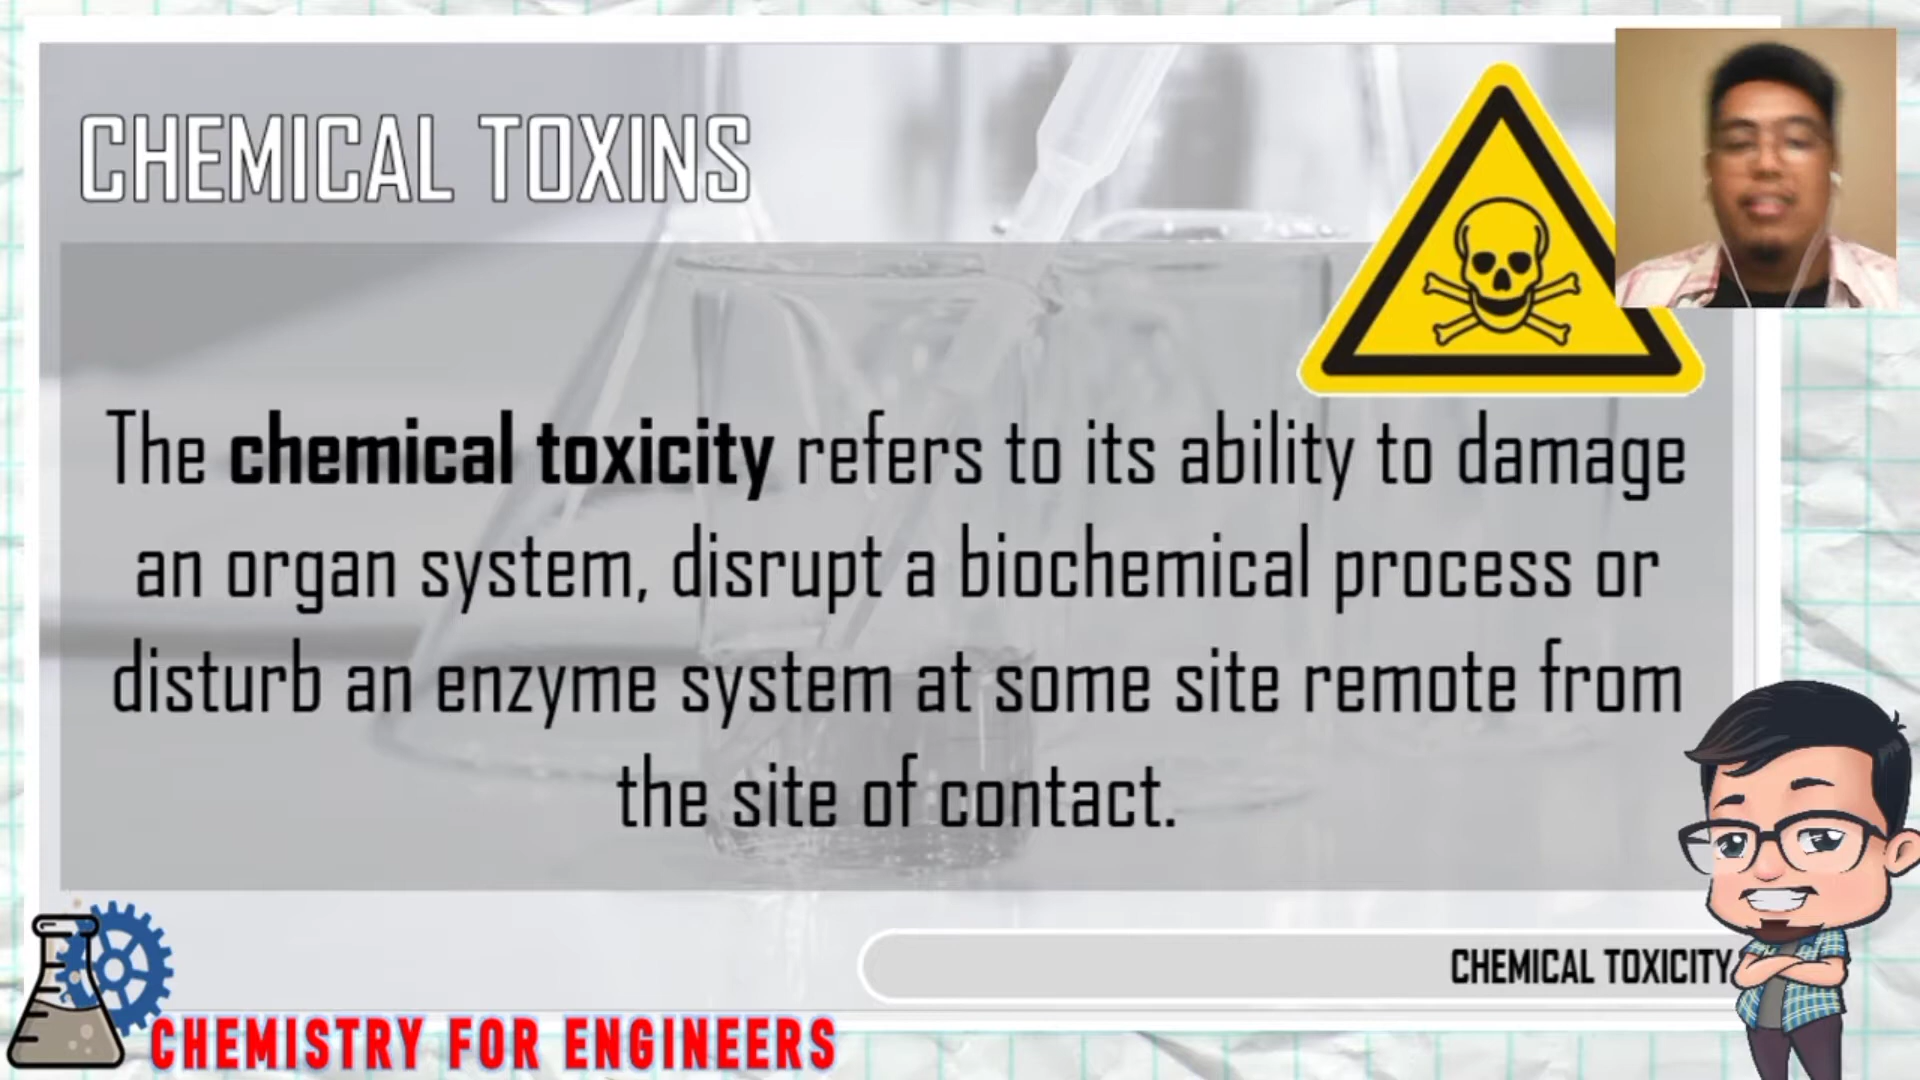 CHEMICAL TOXINS
The chemical toxicity refers to its ability to damage
an organ system, disrupt a biochemical process or
disturb an enzyme system at some site remote from
the site of contact.
CHEMICAL TOXICITY
CHEMISTRY FOR ENGINEERS